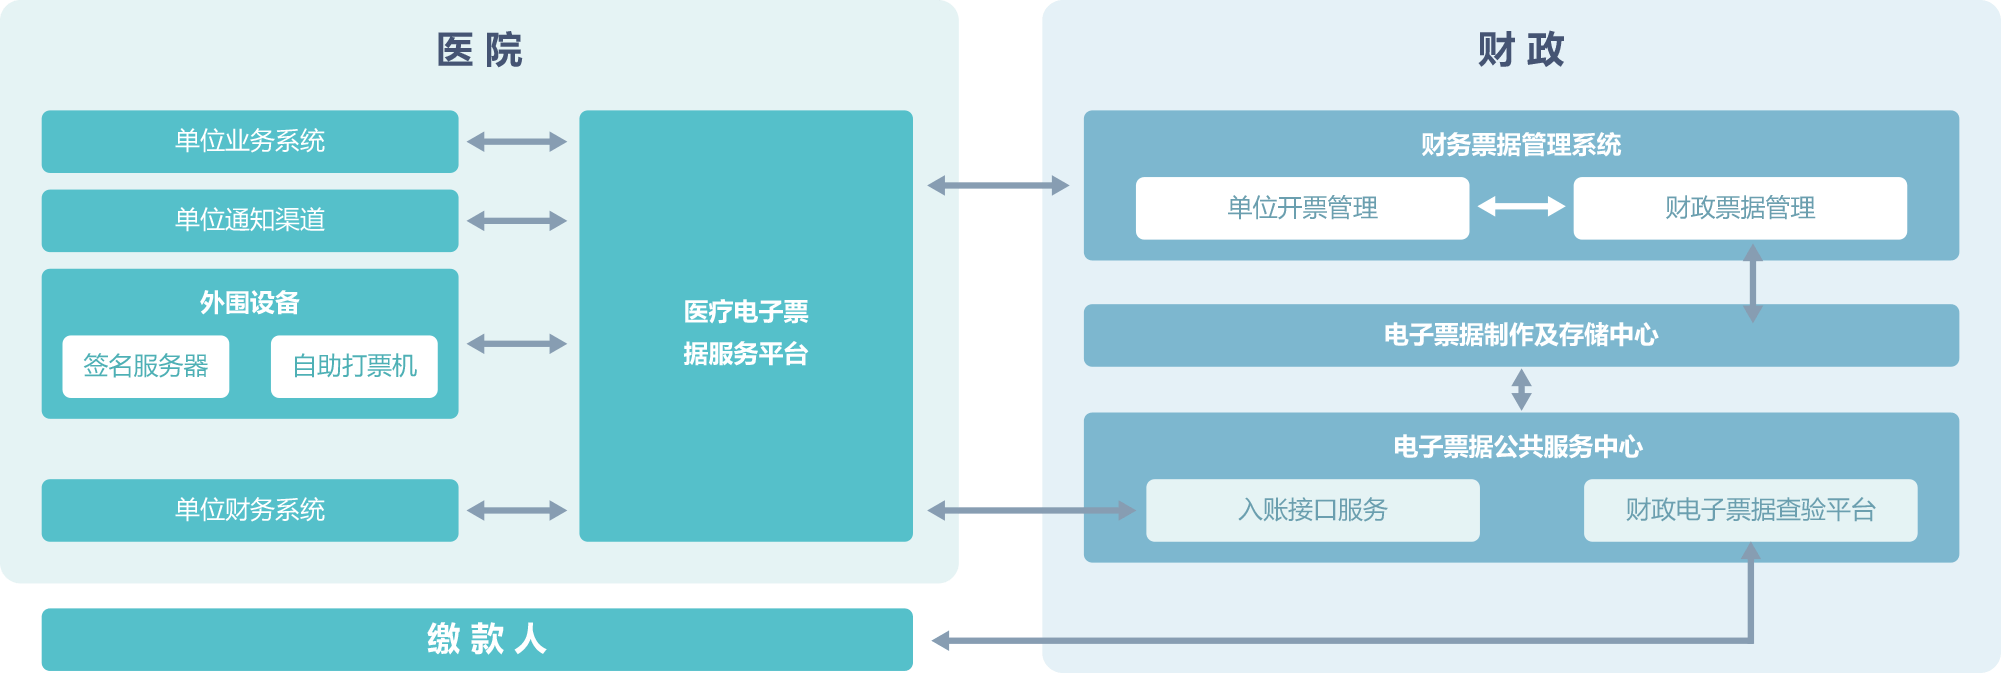 医院
单位业务系统
单位通知渠道
外围设备
签名服务器
自助打票机
单位财务系统
医疗电子票
据服务平台
缴款人
财政
财务票据管理系统
单位开票管理
财政票据管理
电子票据制作及存储中心
电子票据公共服务中心
入账接口服务
财政电子票据查验平台